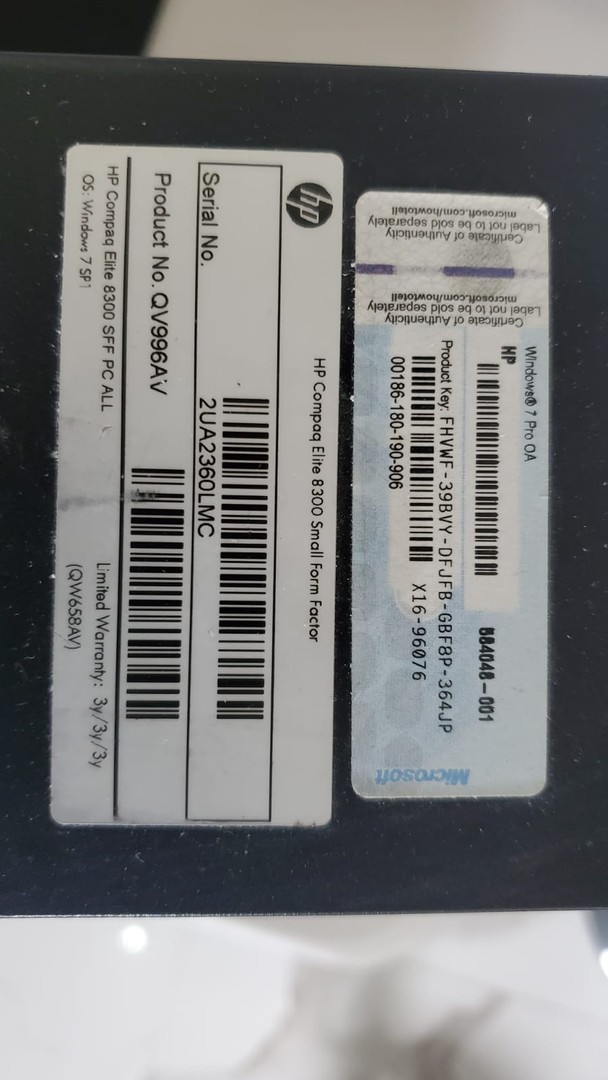 hp
HP Compaq Elite 8300 Small Form Factor
Serial No.
2UA2360LMC
Product No. QV996AV
HP Compaq Elite 8300 SFF PC ALL
OS: Windows 7 SP1
Limited Warranty: 3y/3y/3y
(QW658AV)
Certificate of Authenticity
Label not to be sold separately
microsoft.com/howtotell
Certificate of Authenticity
Label not to be sold separately
microsoft.com/howtotell
Windows® 7 Pro OA
HP
684048-001
Product Key: FHVWF-39BVY-DFJFB-GBF8P-364JP
00186-180-190-906
X16-96076
Microsoft